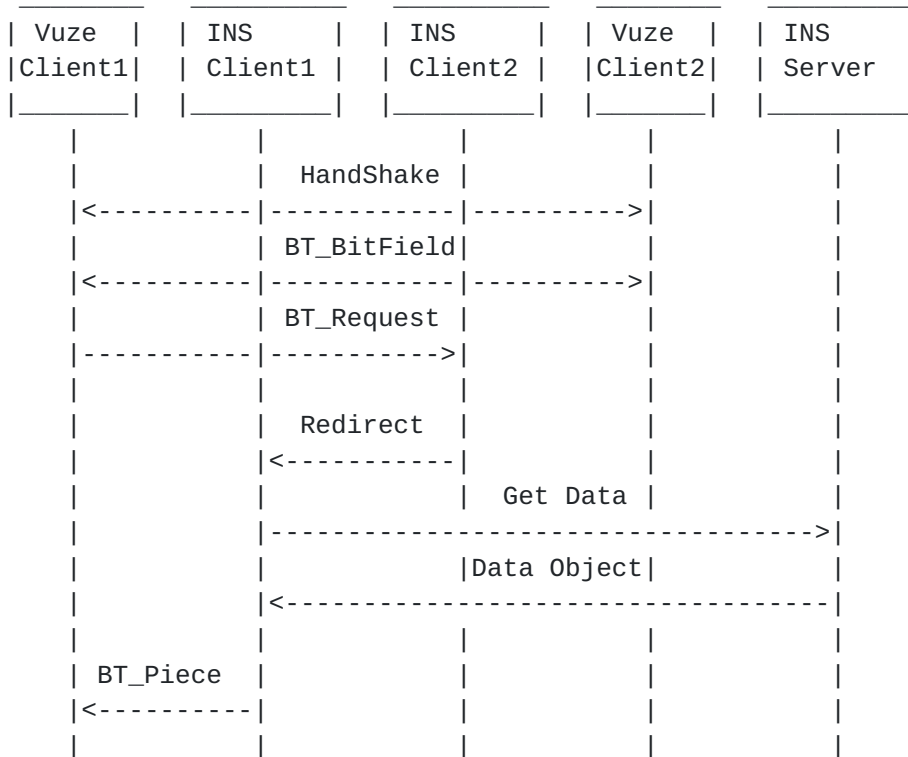 Vuze INS INS Vuze INS
Client1 Client1 Client2 Client2 Server
HandShake
BT_BitField
BT_Request
Redirect
Get Data
Data Object
BT_Piece